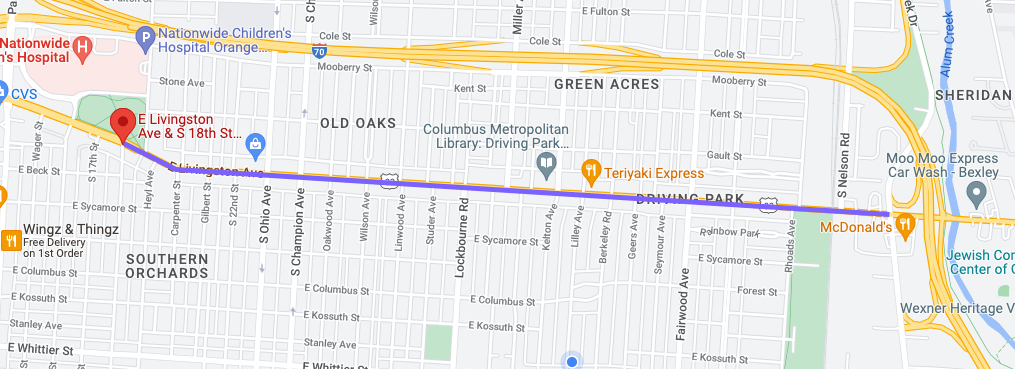 Pa
S Ch
Wilson
Miller A
E Fulton St
E Fulton St
ek Dr
Nationwide
n's Hospital
Nationwide Children's
Hospital Orange....
70
Cole St
Cole St
Mooberry St
Mooberry St
Alum Creek
Stone Ave
Kent St
Kent St
GREEN ACRES
SHERIDAN
CVS
E Livingston
Ave & S 18th St...
OLD OAKS
Columbus Metropolitan
Library: Driving Park...
Gault St
S Nelson Rd
Moo Moo Express
Car Wash - Bexley
Wager St
S 17th St
E Beck St
E Livingston Ave
Heyl Ave
Carpenter St
Gilbert St
S 22nd St
S Ohio Ave
S Champion Ave
Oakwood Ave
Wilson Ave
Linwood Ave
Studer Ave
Lockbourne Rd
Teriyaki Express
DRIVING PARK
McDonald's
E Sycamore St
E Sycamore St
Kelton Ave
Lilley Ave
Berkeley Rd
Geers Ave
Seymour Ave
Fairwood Ave
Rainbow Park
E Sycamore St
Rhoads Ave
Wingz & Thingz
Free Delivery
on 1st Order
SOUTHERN
ORCHARDS
Jewish Com
Center of G
E Columbus St
E Columbus St
E Columbus St
Forest St
Wexner Heritage V
E Kossuth St
E Kossuth St
E Kossuth St
E Kossuth St
Stanley Ave
Stanley Ave
E Whittier St
E Whittier St